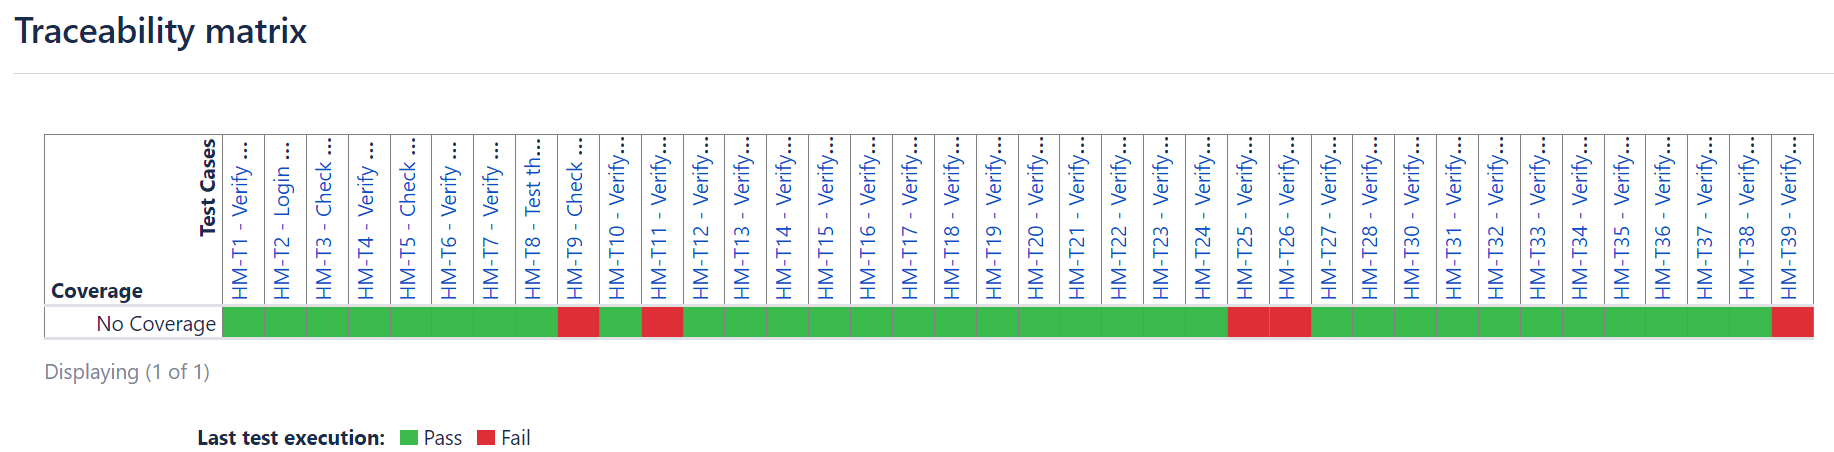 Traceability matrix
Test Cases
Coverage
HM-T1 - Verify ...
HM-T2 - Login ...
HM-T3 - Check ...
HM-T4 - Verify ...
HM-T5 - Check ...
HM-T6 - Verify ...
HM-T7 - Verify ...
HM-T8 - Test th...
HM-T9 - Check ...
HM-T10 - Verify...
HM-T11 - Verify...
HM-T12 - Verify...
HM-T13 - Verify...
HM-T14 - Verify...
HM-T15 - Verify...
HM-T16 - Verify...
HM-T17 - Verify...
HM-T18 - Verify...
HM-T19 - Verify...
HM-T20 - Verify...
HM-T21 - Verify...
HM-T22 - Verify...
HM-T23 - Verify...
HM-T24 - Verify...
HM-T25 - Verify...
HM-T26 - Verify...
HM-T27 - Verify...
HM-T28 - Verify...
HM-T30 - Verify...
HM-T31 - Verify...
HM-T32 - Verify...
HM-T33 - Verify...
HM-T34 - Verify...
HM-T35 - Verify...
HM-T36 - Verify...
HM-T37 - Verify...
HM-T38 - Verify...
HM-T39 - Verify...
No Coverage
Displaying (1 of 1)
Last test execution: Pass Fail